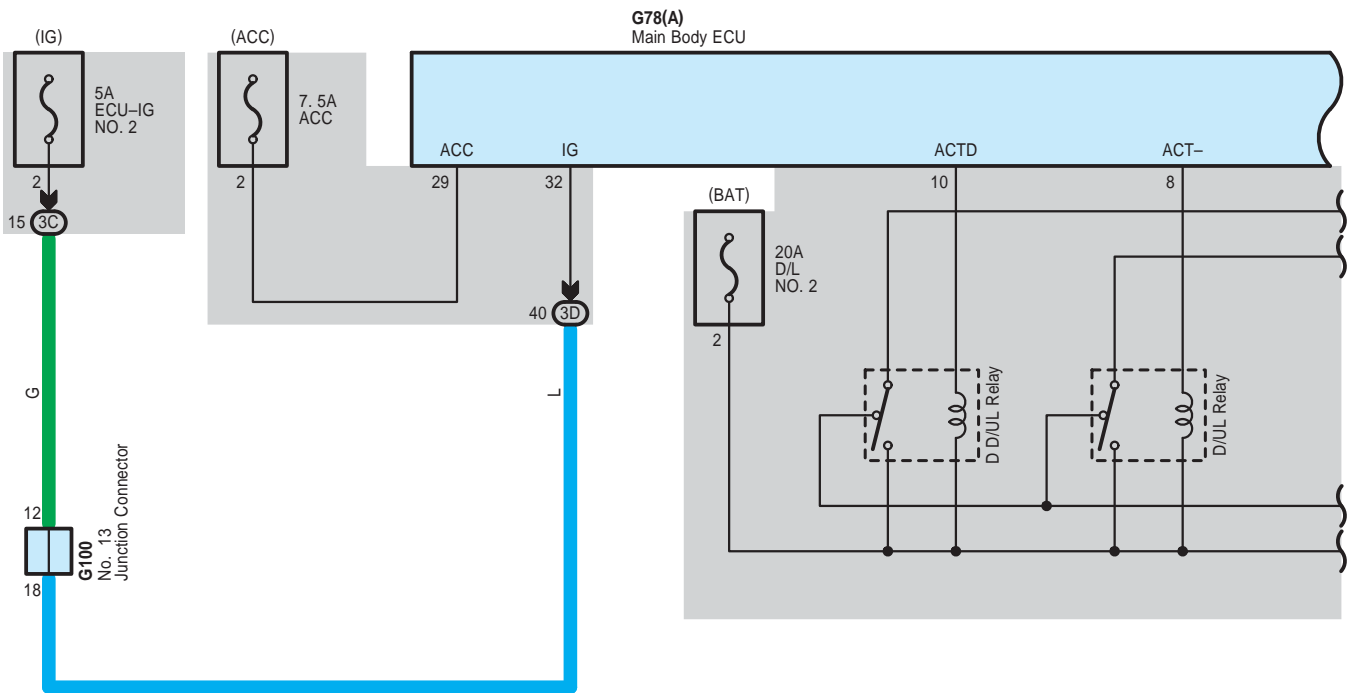 G78(A)
Main Body ECU
(IG)
(ACC)
5A
ECU–IG
NO. 2
7. 5A
ACC
ACC
IG
ACTD
ACT–
2
2
29
32
10
8
(BAT)
15
3C
20A
D/L
NO. 2
40
3D
2
G
L
D D/UL Relay
D/UL Relay
12
G100
No. 13
Junction Connector
18